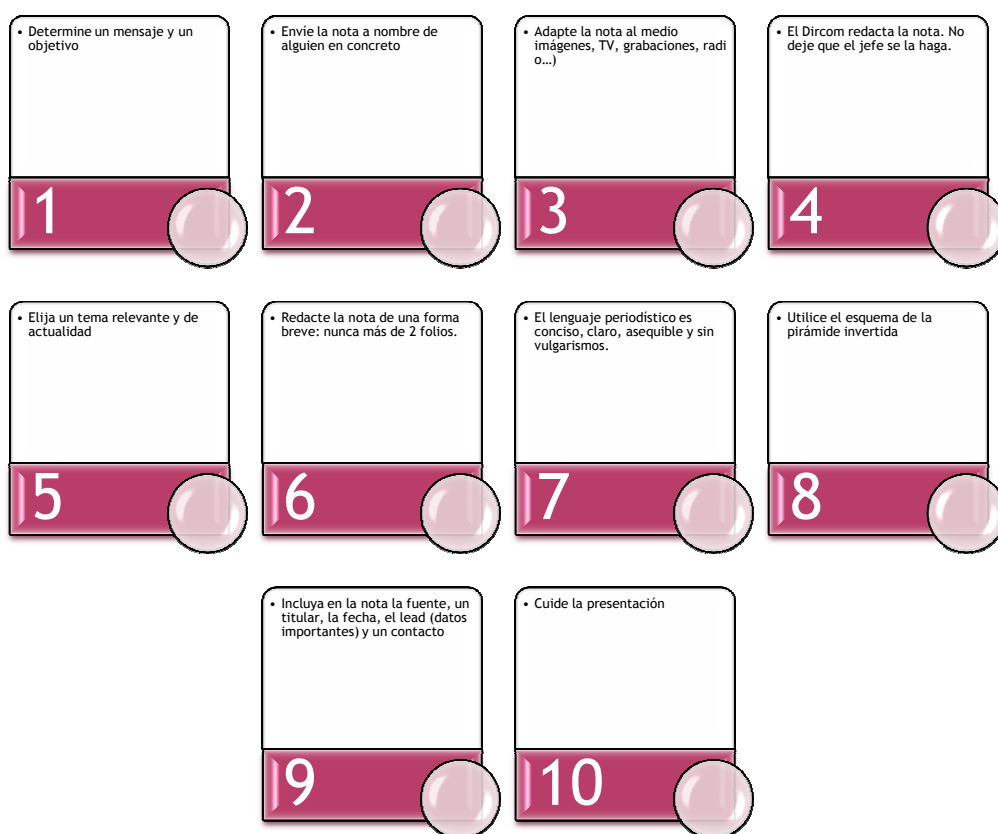 • Determine un mensaje y un
objetivo
1
• Envíe la nota a nombre de
alguien en concreto
2
• Adapte la nota al medio
imágenes, TV, grabaciones, radi
o…)
3
• El Dircom redacta la nota. No
deje que el jefe se la haga.
4
• Elija un tema relevante y de
actualidad
5
• Redacte la nota de una forma
breve: nunca más de 2 folios.
6
• El lenguaje periodístico es
conciso, claro, asequible y sin
vulgarismos.
7
• Utilice el esquema de la
pirámide invertida
8
• Incluya en la nota la fuente, un
titular, la fecha, el lead (datos
importantes) y un contacto
9
• Cuide la presentación
10